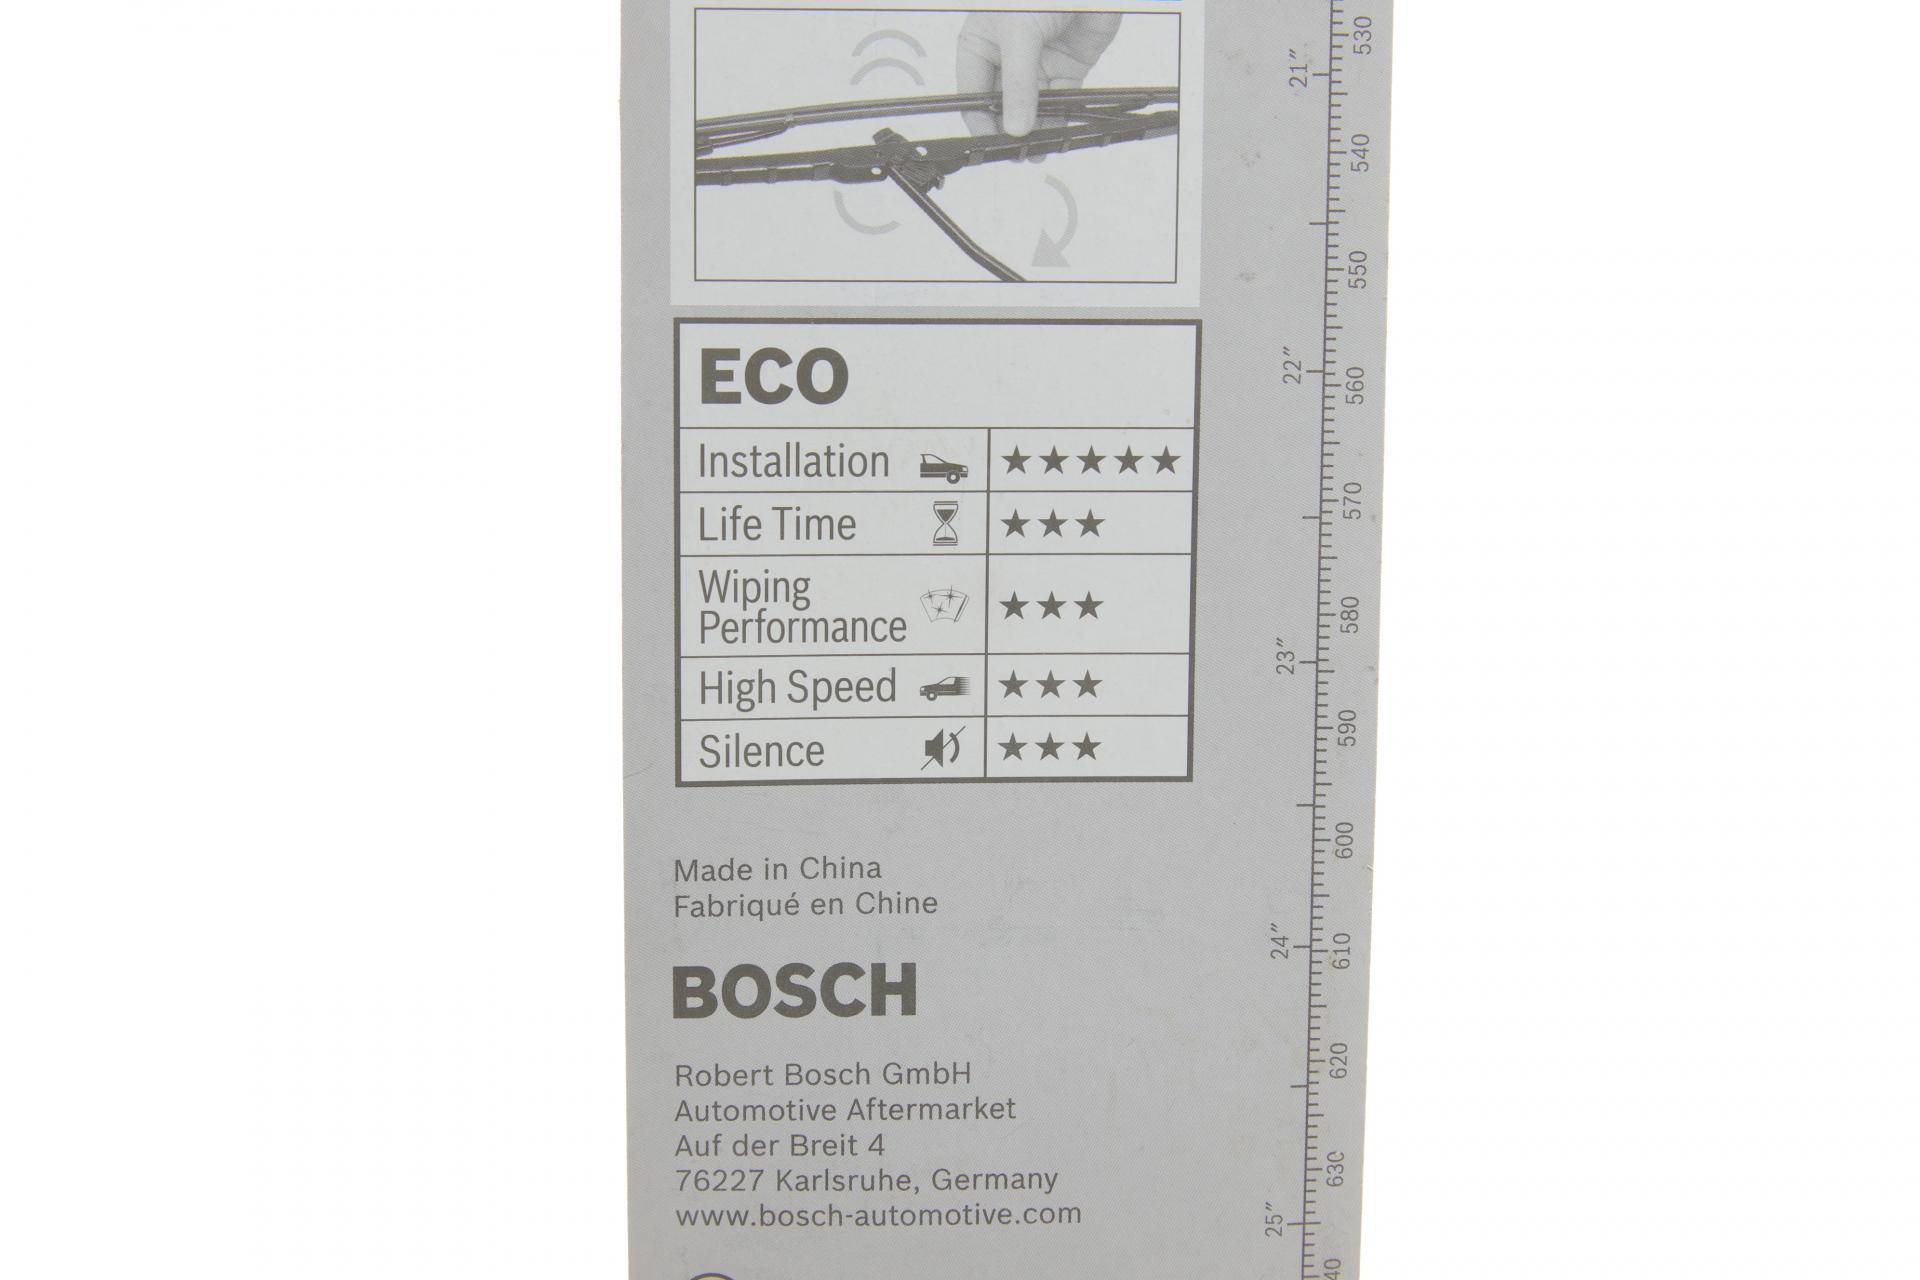 ECO
Installation ★★★★★
Life Time ★★★
Wiping
Performance ★★★
High Speed ★★★
Silence ★★★
Made in China
Fabriqué en Chine
BOSCH
Robert Bosch GmbH
Automotive Aftermarket
Auf der Breit 4
76227 Karlsruhe, Germany
www.bosch-automotive.com
21″
22″
23″
24″
25″
530
540
550
560
570
580
590
600
610
620
630